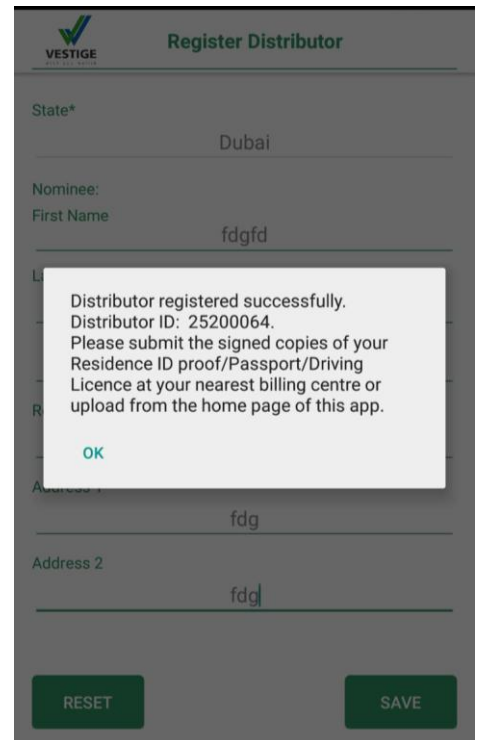 VESTIGE
Register Distributor
State*
Dubai
Nominee:
First Name
fdgfd
Distributor registered successfully.
Distributor ID: 25200064.
Please submit the signed copies of your
Residence ID proof/Passport/Driving
Licence at your nearest billing centre or
upload from the home page of this app.
OK
Address 1
fdg
Address 2
fdg
RESET
SAVE